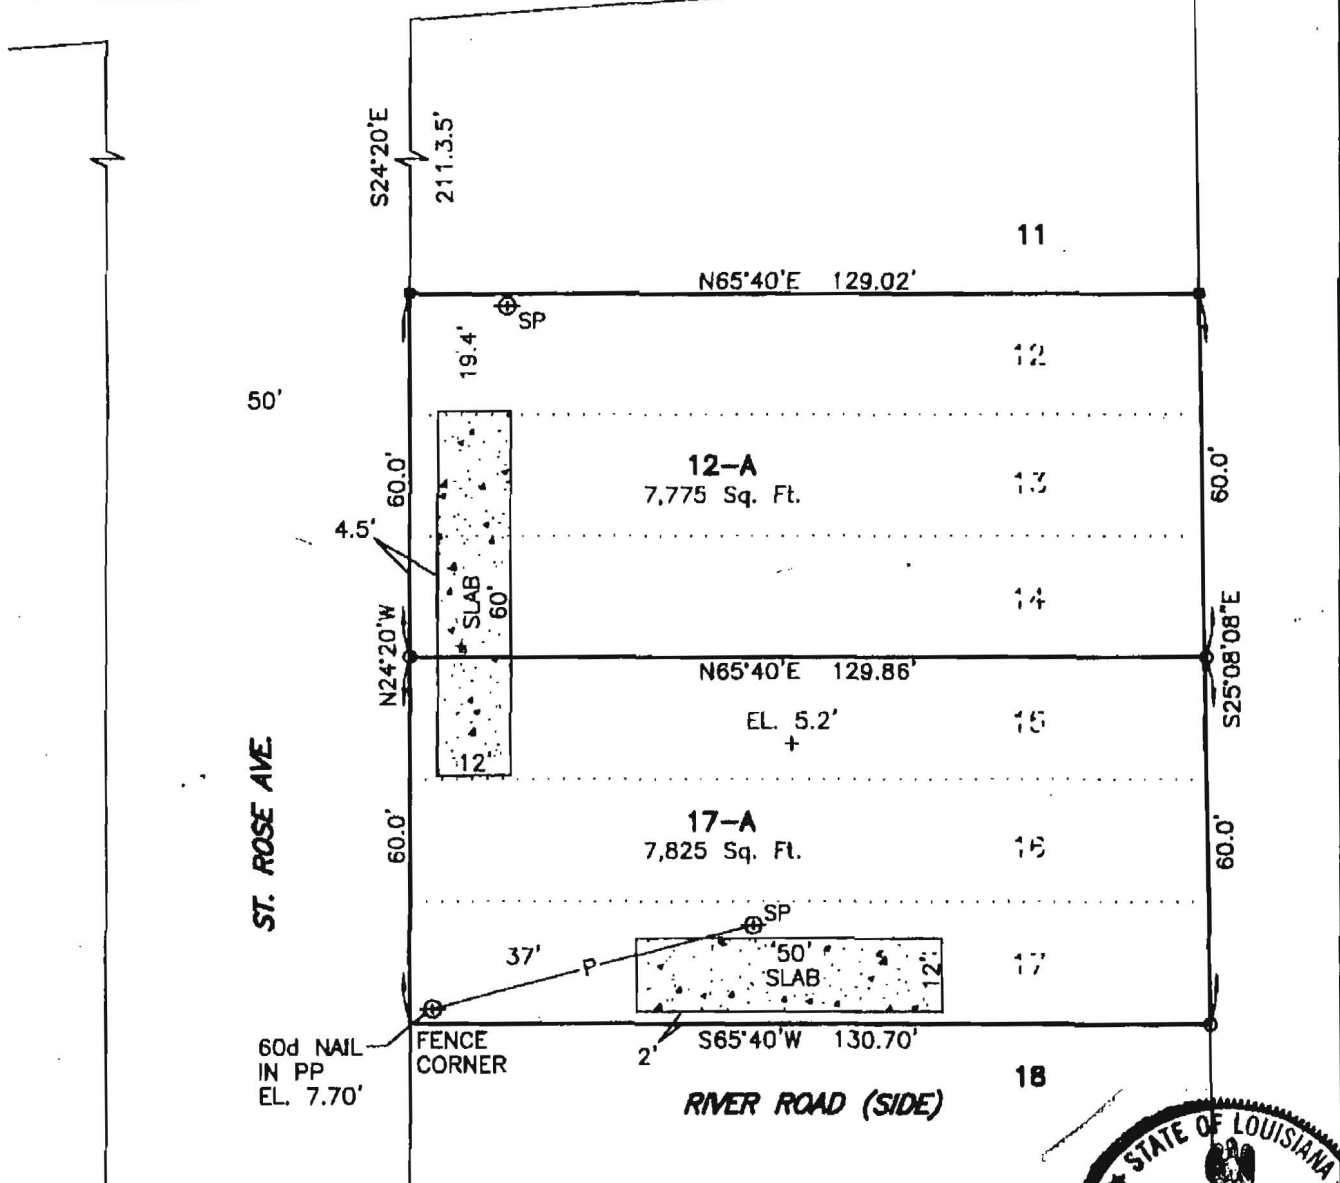 S24°20'E
211.3.5'
11
N65°40'E 129.02'
SP
19.4'
12
50'
12-A
7,775 Sq. Ft.
13
60.0'
60.0'
4.5'
SLAB
60'
14
N24°20'W
N65°40'E 129.86'
S25°08'08"E
EL. 5.2'
15
12'
ST. ROSE AVE.
60.0'
17-A
7,825 Sq. Ft.
16
60.0'
SP
37'
P
'50'
SLAB
12'
17
60d NAIL
IN PP
EL. 7.70'
FENCE
CORNER
2'
S65°40'W 130.70'
18
RIVER ROAD (SIDE)
STATE OF LOUISIANA